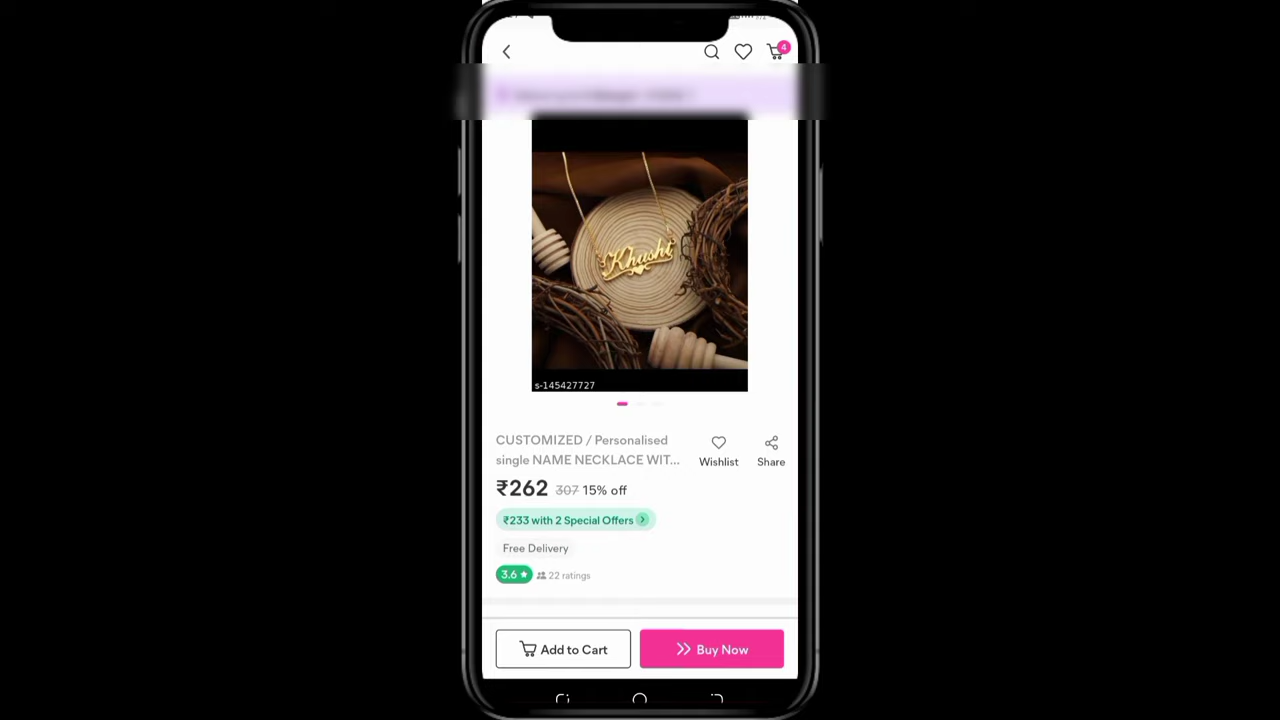 4
Khushi
s-145427727
CUSTOMIZED / Personalised
single NAME NECKLACE WIT...
Wishlist
Share
₹262 307 15% off
₹233 with 2 Special Offers
Free Delivery
3.6 22 ratings
Add to Cart
Buy Now